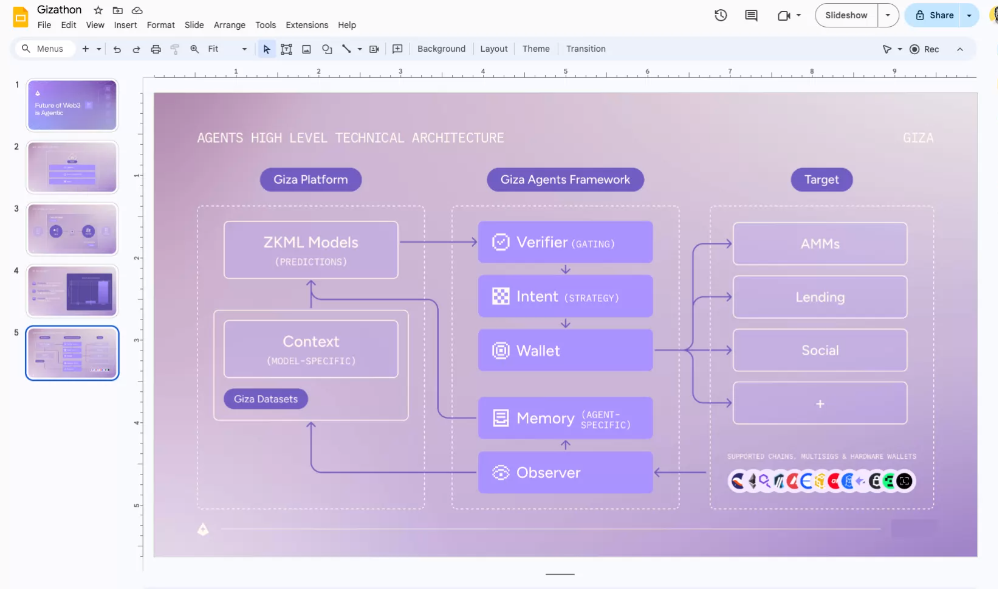 Gizathon
File Edit View Insert Format Slide Arrange Tools Extensions Help
Slideshow
Share
Menus
Fit
Background
Layout
Theme
Transition
Rec
1
Future of Web3
is Agentic
2
3
4
5
1 2 3 4 5 6 7 8 9
1
2
3
4
5
AGENTS HIGH LEVEL TECHNICAL ARCHITECTURE
GIZA
Giza Platform
Giza Agents Framework
Target
ZKML Models
(PREDICTIONS)
Context
(MODEL-SPECIFIC)
Giza Datasets
Verifier (GATING)
Intent (STRATEGY)
Wallet
Memory (AGENT-
SPECIFIC)
Observer
AMMs
Lending
Social
+
SUPPORTED CHAINS, MULTISIGS & HARDWARE WALLETS